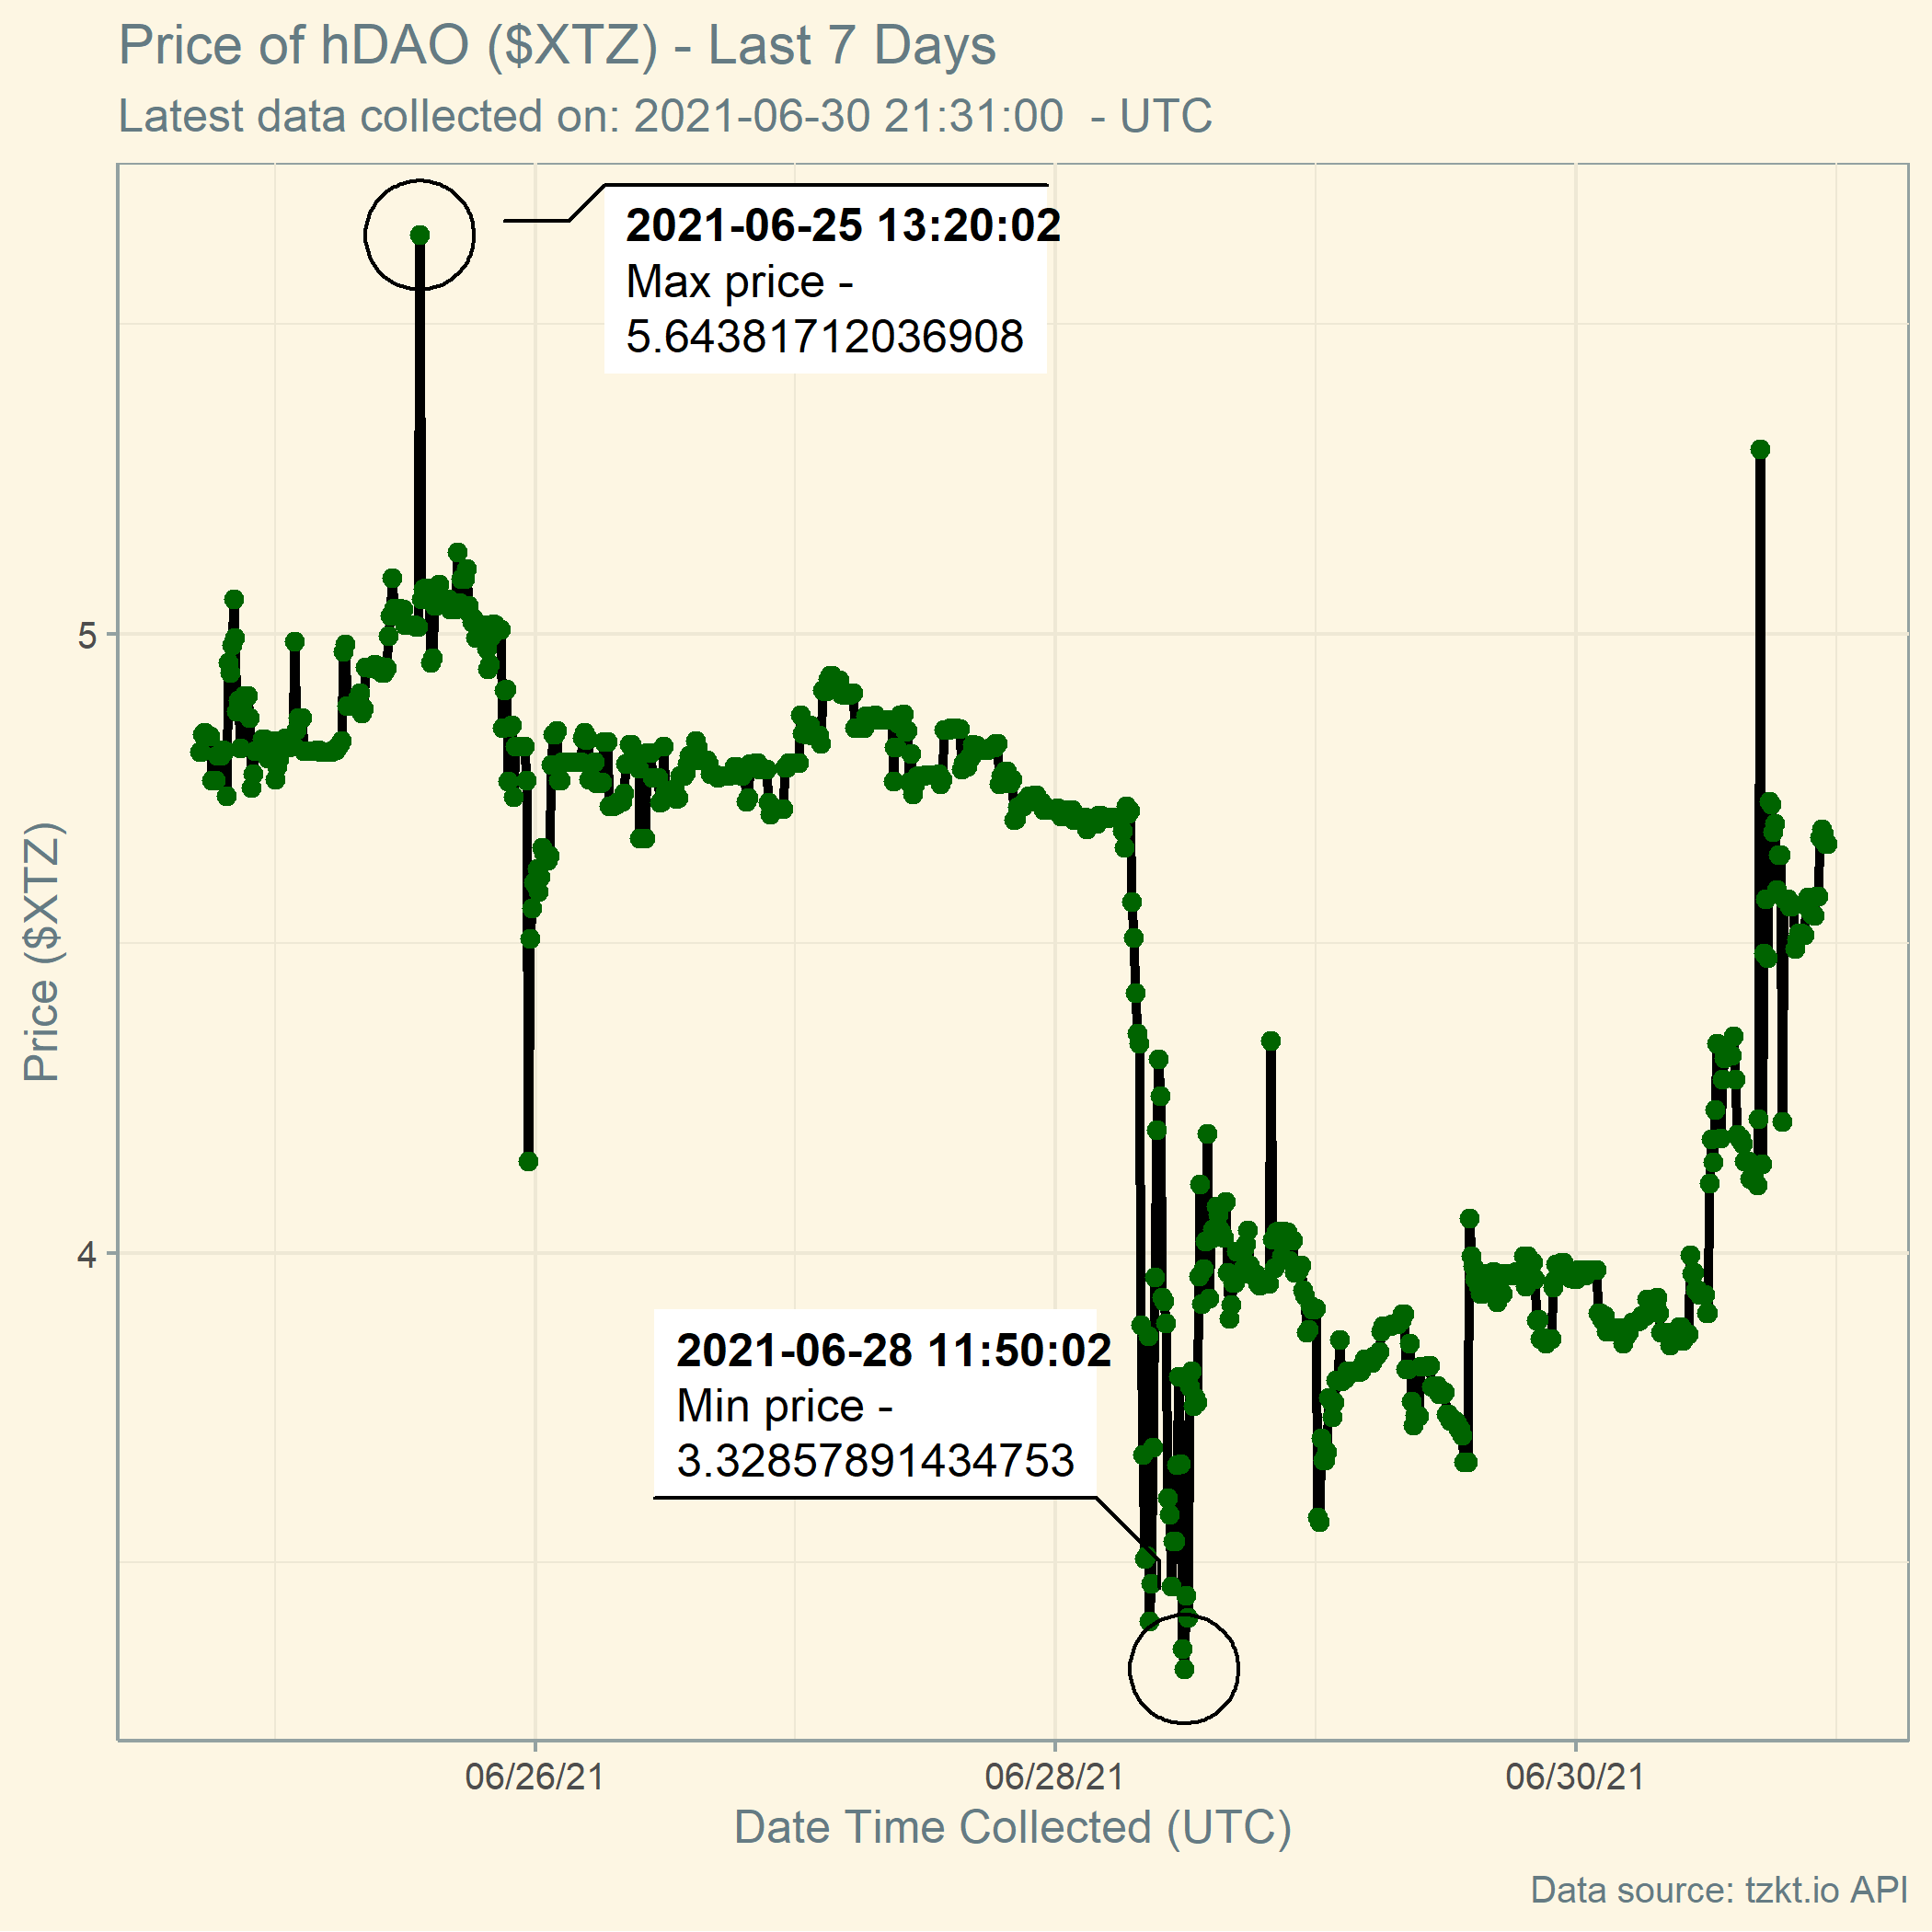 Price of hDAO ($XTZ) - Last 7 Days
Latest data collected on: 2021-06-30 21:31:00  - UTC
2021-06-25 13:20:02
Max price -
5.64381712036908
5
Price ($XTZ)
4
2021-06-28 11:50:02
Min price -
3.32857891434753
06/26/21
06/28/21
06/30/21
Date Time Collected (UTC)
Data source: tzkt.io API